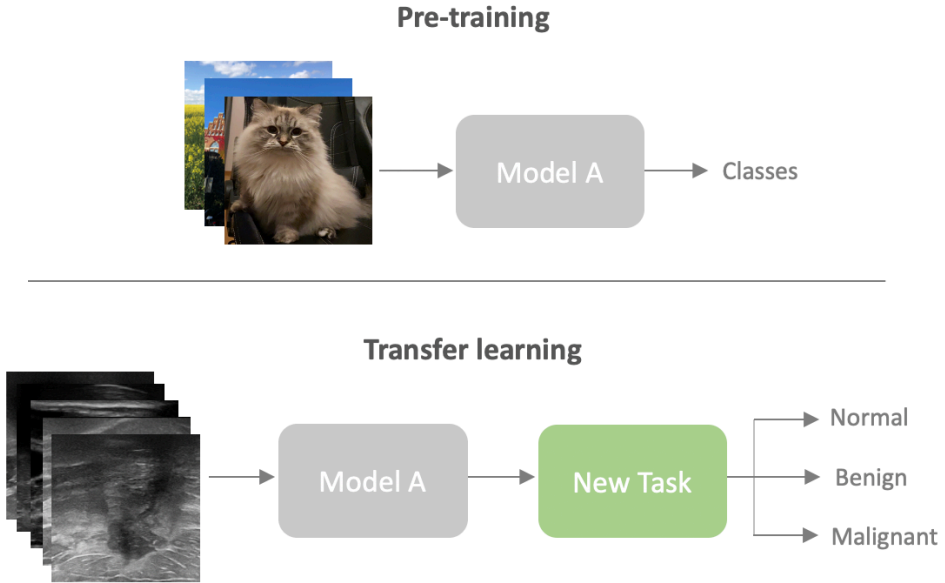 Pre-training
Model A
Classes
Transfer learning
Model A
New Task
Normal
Benign
Malignant